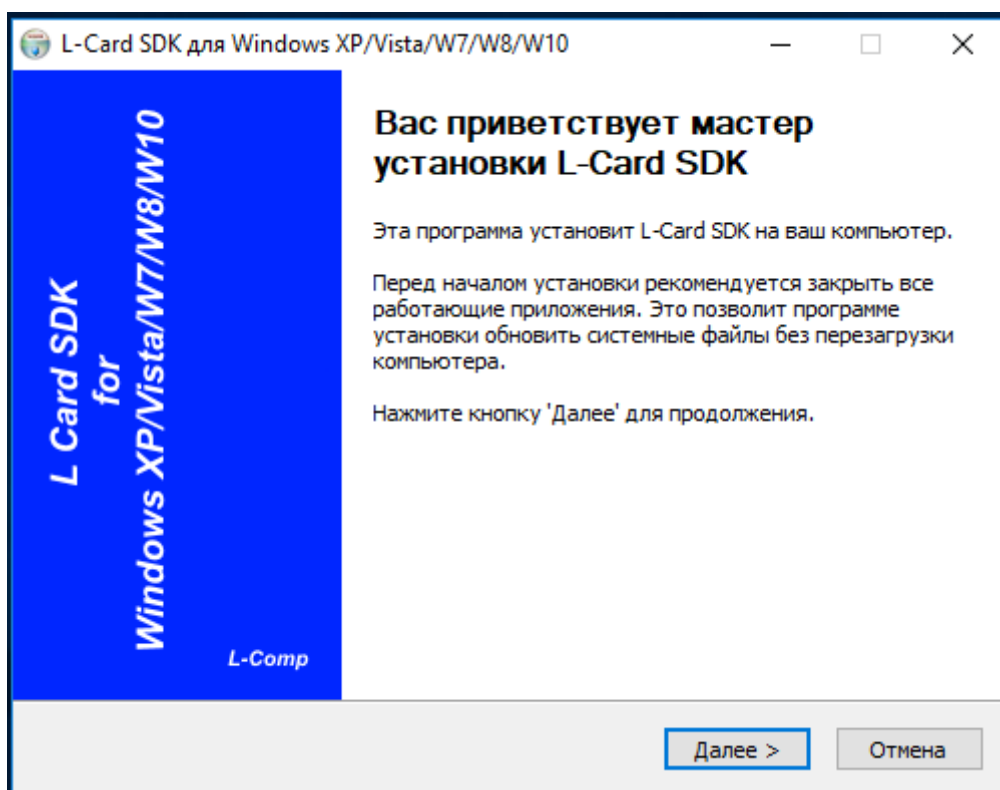 L-Card SDK для Windows XP/Vista/W7/W8/W10
L Card SDK
for
Windows XP/Vista/W7/W8/W10
L-Comp
Вас приветствует мастер
установки L-Card SDK
Эта программа установит L-Card SDK на ваш компьютер.
Перед началом установки рекомендуется закрыть все
работающие приложения. Это позволит программе
установки обновить системные файлы без перезагрузки
компьютера.
Нажмите кнопку 'Далее' для продолжения.
Далее >
Отмена